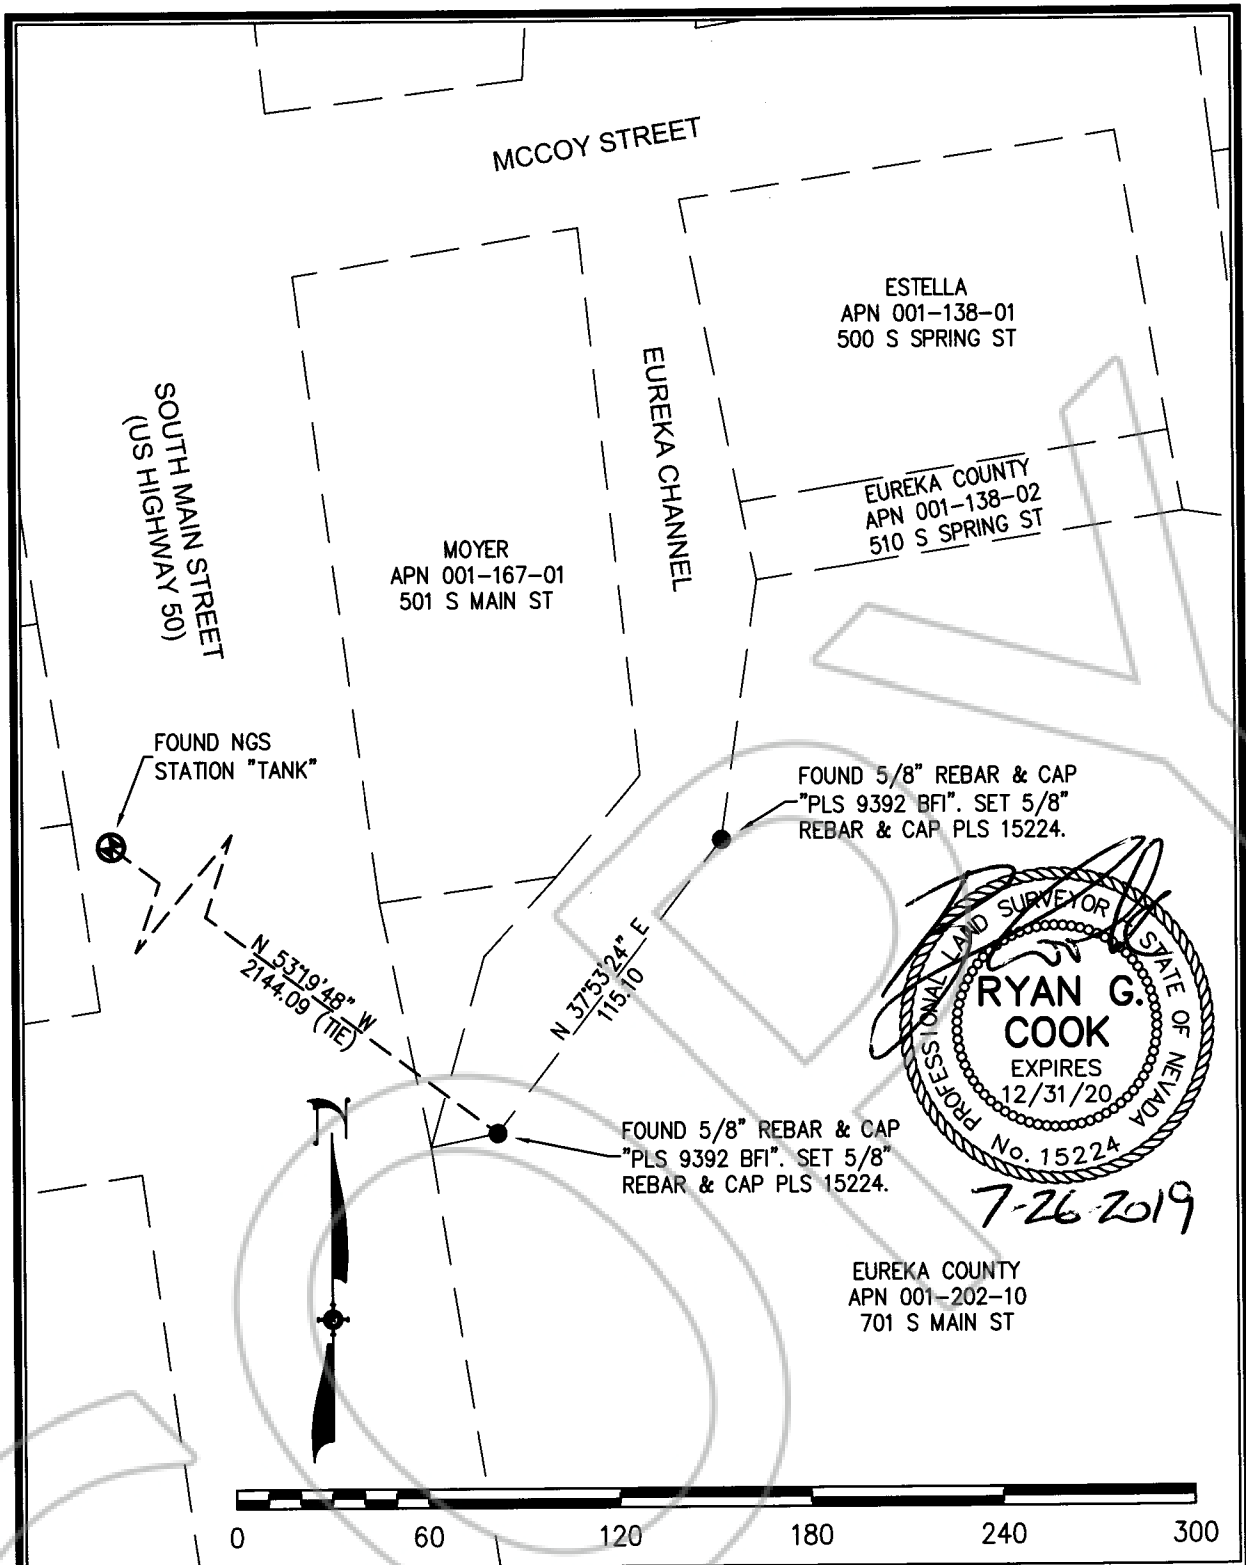 MCCOY STREET
ESTELLA
APN 001-138-01
500 S SPRING ST
EUREKA CHANNEL
SOUTH MAIN STREET
(US HIGHWAY 50)
EUREKA COUNTY
APN 001-138-02
510 S SPRING ST
MOYER
APN 001-167-01
501 S MAIN ST
FOUND NGS
STATION "TANK"
FOUND 5/8" REBAR & CAP
"PLS 9392 BFI". SET 5/8"
REBAR & CAP PLS 15224.
N 53°19'48" W
2144.09 (TIE)
N 37°53'24" E
115.10
PROFESSIONAL LAND SURVEYOR STATE OF NEVADA
RYAN G.
COOK
EXPIRES
12/31/20
No. 15224
7-26-2019
FOUND 5/8" REBAR & CAP
"PLS 9392 BFI". SET 5/8"
REBAR & CAP PLS 15224.
EUREKA COUNTY
APN 001-202-10
701 S MAIN ST
0 60 120 180 240 300
COPY